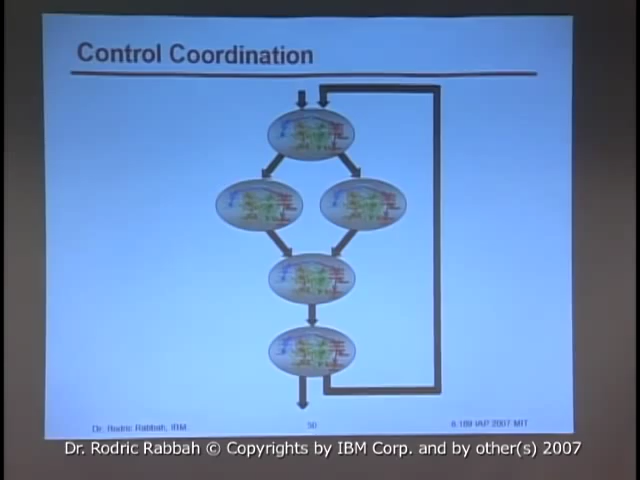 Control Coordination
Dr. Rodric Rabbah, IBM.
50
6.189 IAP 2007 MIT
Dr. Rodric Rabbah © Copyrights by IBM Corp. and by other(s) 2007